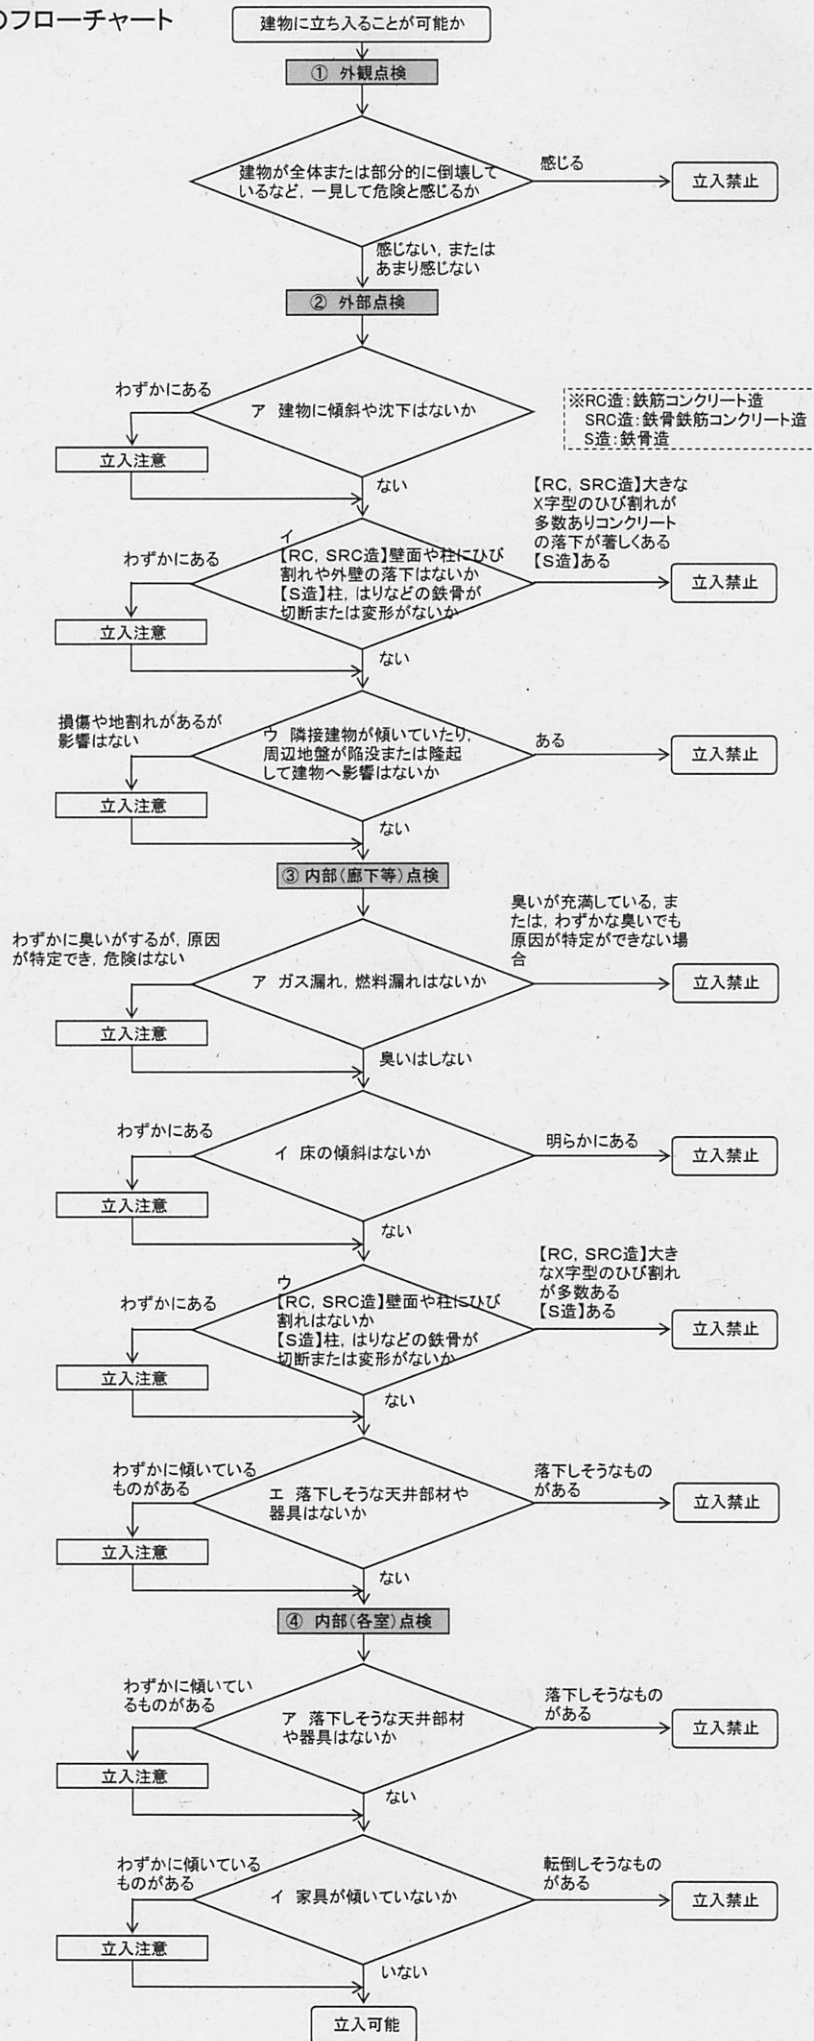 のフローチャート
建物に立ち入ることが可能か
① 外観点検
建物が全体または部分的に倒壊して
いるなど, 一見して危険と感じるか
感じる
立入禁止
感じない, または
あまり感じない
② 外部点検
わずかにある
ア 建物に傾斜や沈下はないか
※RC造:鉄筋コンクリート造
SRC造:鉄骨鉄筋コンクリート造
S造:鉄骨造
立入注意
ない
【RC, SRC造】大きな
X字型のひび割れが
多数ありコンクリート
の落下が著しくある
【S造】ある
わずかにある
イ
【RC, SRC造】壁面や柱にひび
割れや外壁の落下はないか
【S造】柱, はりなどの鉄骨が
切断または変形がないか
立入禁止
立入注意
ない
損傷や地割れがあるが
影響はない
ウ 隣接建物が傾いていたり,
周辺地盤が陥没または隆起
して建物へ影響はないか
ある
立入禁止
立入注意
ない
③ 内部(廊下等)点検
わずかに臭いがするが, 原因
が特定でき, 危険はない
ア ガス漏れ, 燃料漏れはないか
臭いが充満している, ま
たは, わずかな臭いでも
原因が特定ができない場
合
立入禁止
立入注意
臭いはしない
わずかにある
イ 床の傾斜はないか
明らかにある
立入禁止
立入注意
ない
わずかにある
ウ
【RC, SRC造】壁面や柱にひび
割れはないか
【S造】柱, はりなどの鉄骨が
切断または変形がないか
【RC, SRC造】大き
なX字型のひび割れ
が多数ある
【S造】ある
立入禁止
立入注意
ない
わずかに傾いている
ものがある
エ 落下しそうな天井部材や
器具はないか
落下しそうなもの
がある
立入禁止
立入注意
ない
④ 内部(各室)点検
わずかに傾いてい
るものがある
ア 落下しそうな天井部材
や器具はないか
落下しそうなもの
がある
立入禁止
立入注意
ない
わずかに傾いている
ものがある
イ 家具が傾いていないか
転倒しそうなもの
がある
立入禁止
立入注意
いない
立入可能